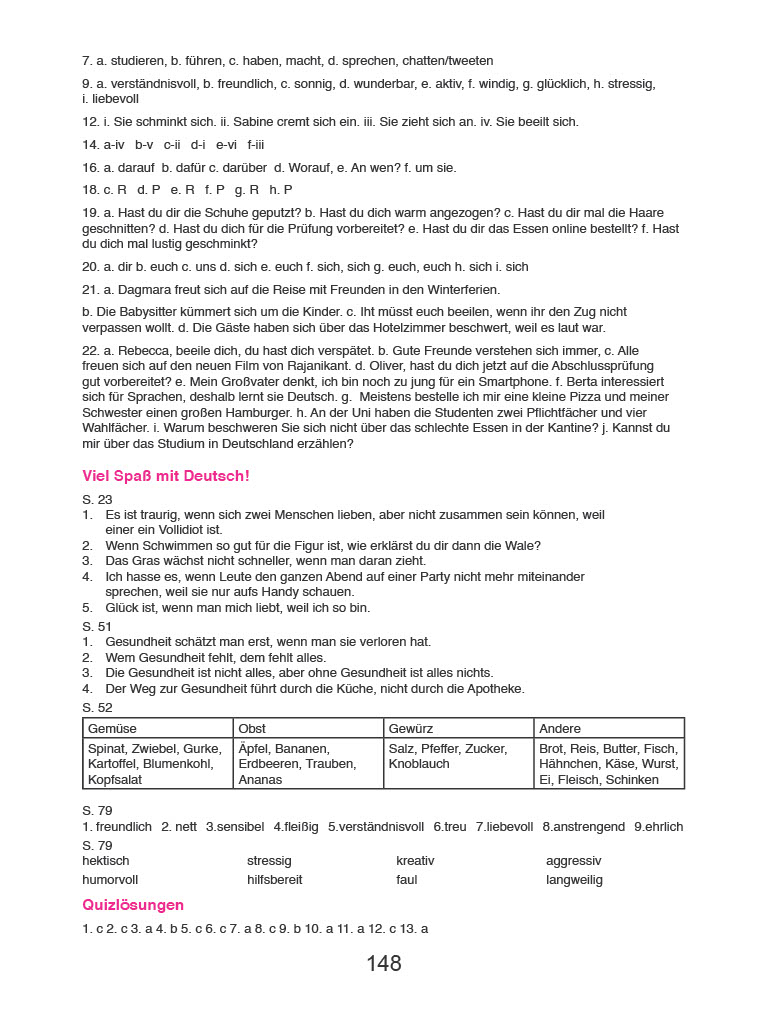 7. a. studieren, b. führen, c. haben, macht, d. sprechen, chatten/tweeten
9. a. verständnisvoll, b. freundlich, c. sonnig, d. wunderbar, e. aktiv, f. windig, g. glücklich, h. stressig,
i. liebevoll
12. i. Sie schminkt sich. ii. Sabine cremt sich ein. iii. Sie zieht sich an. iv. Sie beeilt sich.
14. a-iv b-v c-ii d-i e-vi f-iii
16. a. darauf b. dafür c. darüber d. Worauf, e. An wen? f. um sie.
18. c. R d. P e. R f. P g. R h. P
19. a. Hast du dir die Schuhe geputzt? b. Hast du dich warm angezogen? c. Hast du dir mal die Haare
geschnitten? d. Hast du dich für die Prüfung vorbereitet? e. Hast du dir das Essen online bestellt? f. Hast
du dich mal lustig geschminkt?
20. a. dir b. euch c. uns d. sich e. euch f. sich, sich g. euch, euch h. sich i. sich
21. a. Dagmara freut sich auf die Reise mit Freunden in den Winterferien.
b. Die Babysitter kümmert sich um die Kinder. c. Iht müsst euch beeilen, wenn ihr den Zug nicht
verpassen wollt. d. Die Gäste haben sich über das Hotelzimmer beschwert, weil es laut war.
22. a. Rebecca, beeile dich, du hast dich verspätet. b. Gute Freunde verstehen sich immer, c. Alle
freuen sich auf den neuen Film von Rajanikant. d. Oliver, hast du dich jetzt auf die Abschlussprüfung
gut vorbereitet? e. Mein Großvater denkt, ich bin noch zu jung für ein Smartphone. f. Berta interessiert
sich für Sprachen, deshalb lernt sie Deutsch. g. Meistens bestelle ich mir eine kleine Pizza und meiner
Schwester einen großen Hamburger. h. An der Uni haben die Studenten zwei Pflichtfächer und vier
Wahlfächer. i. Warum beschweren Sie sich nicht über das schlechte Essen in der Kantine? j. Kannst du
mir über das Studium in Deutschland erzählen?
Viel Spaß mit Deutsch!
S. 23
1. Es ist traurig, wenn sich zwei Menschen lieben, aber nicht zusammen sein können, weil
einer ein Vollidiot ist.
2. Wenn Schwimmen so gut für die Figur ist, wie erklärst du dir dann die Wale?
3. Das Gras wächst nicht schneller, wenn man daran zieht.
4. Ich hasse es, wenn Leute den ganzen Abend auf einer Party nicht mehr miteinander
sprechen, weil sie nur aufs Handy schauen.
5. Glück ist, wenn man mich liebt, weil ich so bin.
S. 51
1. Gesundheit schätzt man erst, wenn man sie verloren hat.
2. Wem Gesundheit fehlt, dem fehlt alles.
3. Die Gesundheit ist nicht alles, aber ohne Gesundheit ist alles nichts.
4. Der Weg zur Gesundheit führt durch die Küche, nicht durch die Apotheke.
S. 52
Gemüse Obst Gewürz Andere
Spinat, Zwiebel, Gurke, Äpfel, Bananen, Salz, Pfeffer, Zucker, Brot, Reis, Butter, Fisch,
Kartoffel, Blumenkohl, Erdbeeren, Trauben, Knoblauch Hähnchen, Käse, Wurst,
Kopfsalat Ananas Ei, Fleisch, Schinken
S. 79
1. freundlich 2. nett 3.sensibel 4.fleißig 5.verständnisvoll 6.treu 7.liebevoll 8.anstrengend 9.ehrlich
S. 79
hektisch stressig kreativ aggressiv
humorvoll hilfsbereit faul langweilig
Quizlösungen
1. c 2. c 3. a 4. b 5. c 6. c 7. a 8. c 9. b 10. a 11. a 12. c 13. a
148